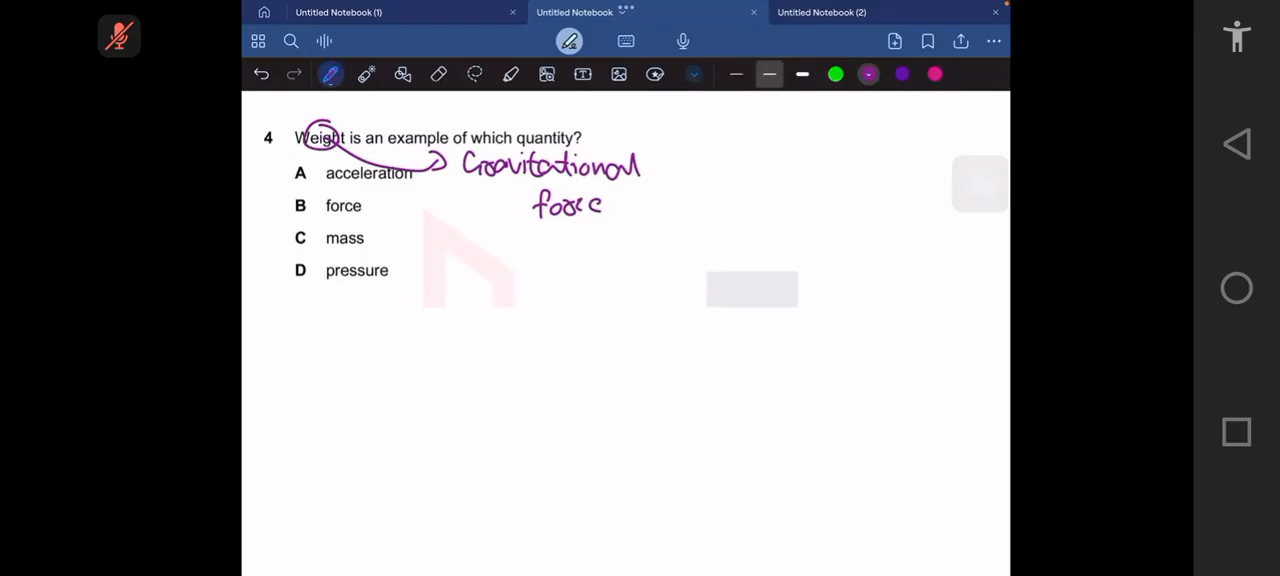 Untitled Notebook (1) Untitled Notebook Untitled Notebook (2)
4 Weight is an example of which quantity?
Gravitational
A acceleration
force
B force
C mass
D pressure